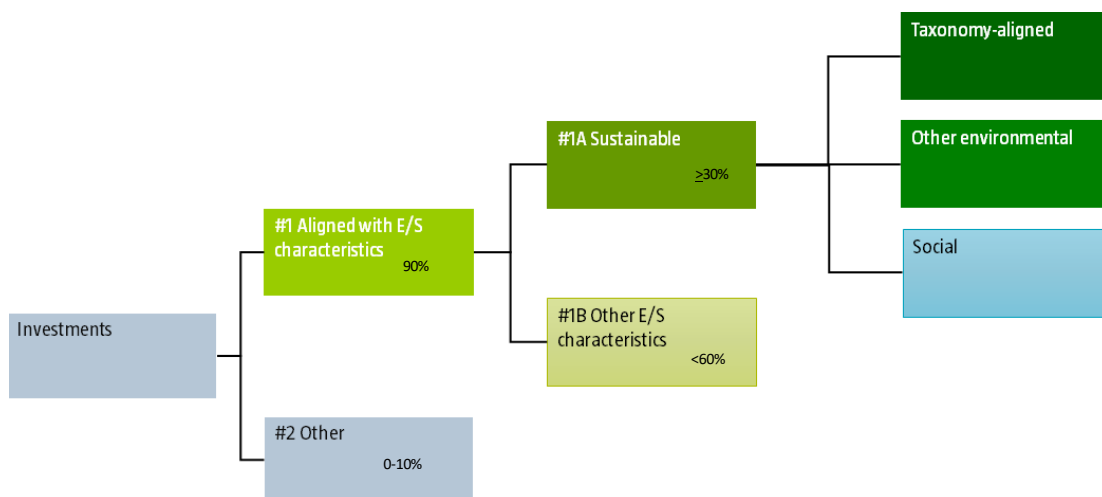 Investments
#1 Aligned with E/S
characteristics
90%
#2 Other
0-10%
#1A Sustainable
≥30%
#1B Other E/S
characteristics
<60%
Taxonomy-aligned
Other environmental
Social